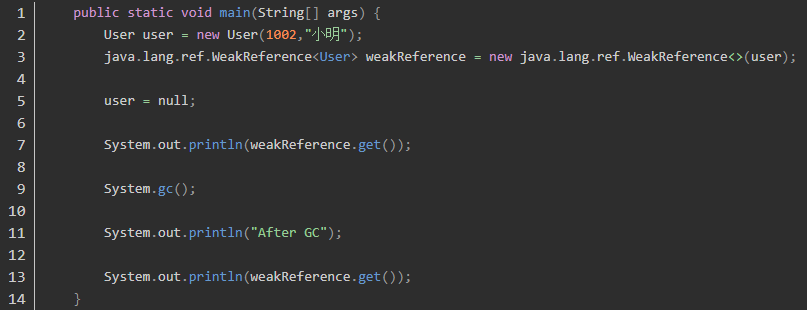 1 public static void main(String[] args) {
2 User user = new User(1002,"小明");
3 java.lang.ref.WeakReference<User> weakReference = new java.lang.ref.WeakReference<>(user);
4
5 user = null;
6
7 System.out.println(weakReference.get());
8
9 System.gc();
10
11 System.out.println("After GC");
12
13 System.out.println(weakReference.get());
14 }